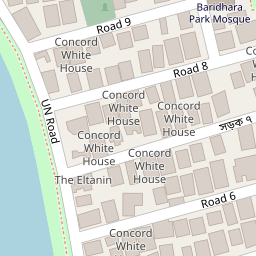 Baridhara
Park Mosque
Road 9
Concord
White
House
Road 8
Concord
White
House
Concord
White
House
UN Road
Concord
White
House
সড়ক ৭
Concord
White
House
The Eltanin
Road 6
Concord
White